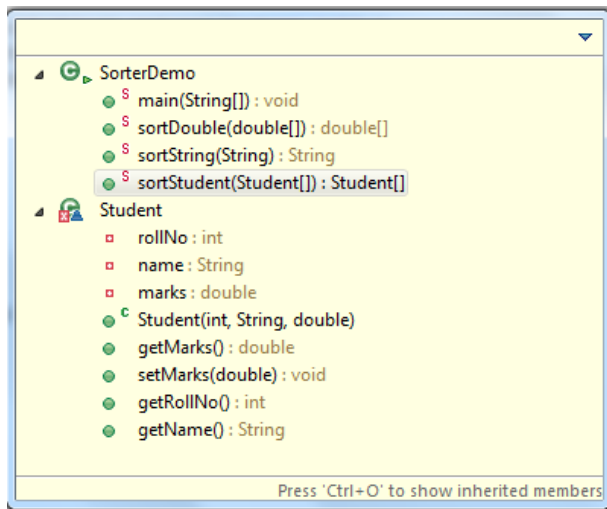 SorterDemo
S main(String[]) : void
S sortDouble(double[]) : double[]
S sortString(String) : String
S sortStudent(Student[]) : Student[]
Student
rollNo : int
name : String
marks : double
C Student(int, String, double)
getMarks() : double
setMarks(double) : void
getRollNo() : int
getName() : String
Press 'Ctrl+O' to show inherited members